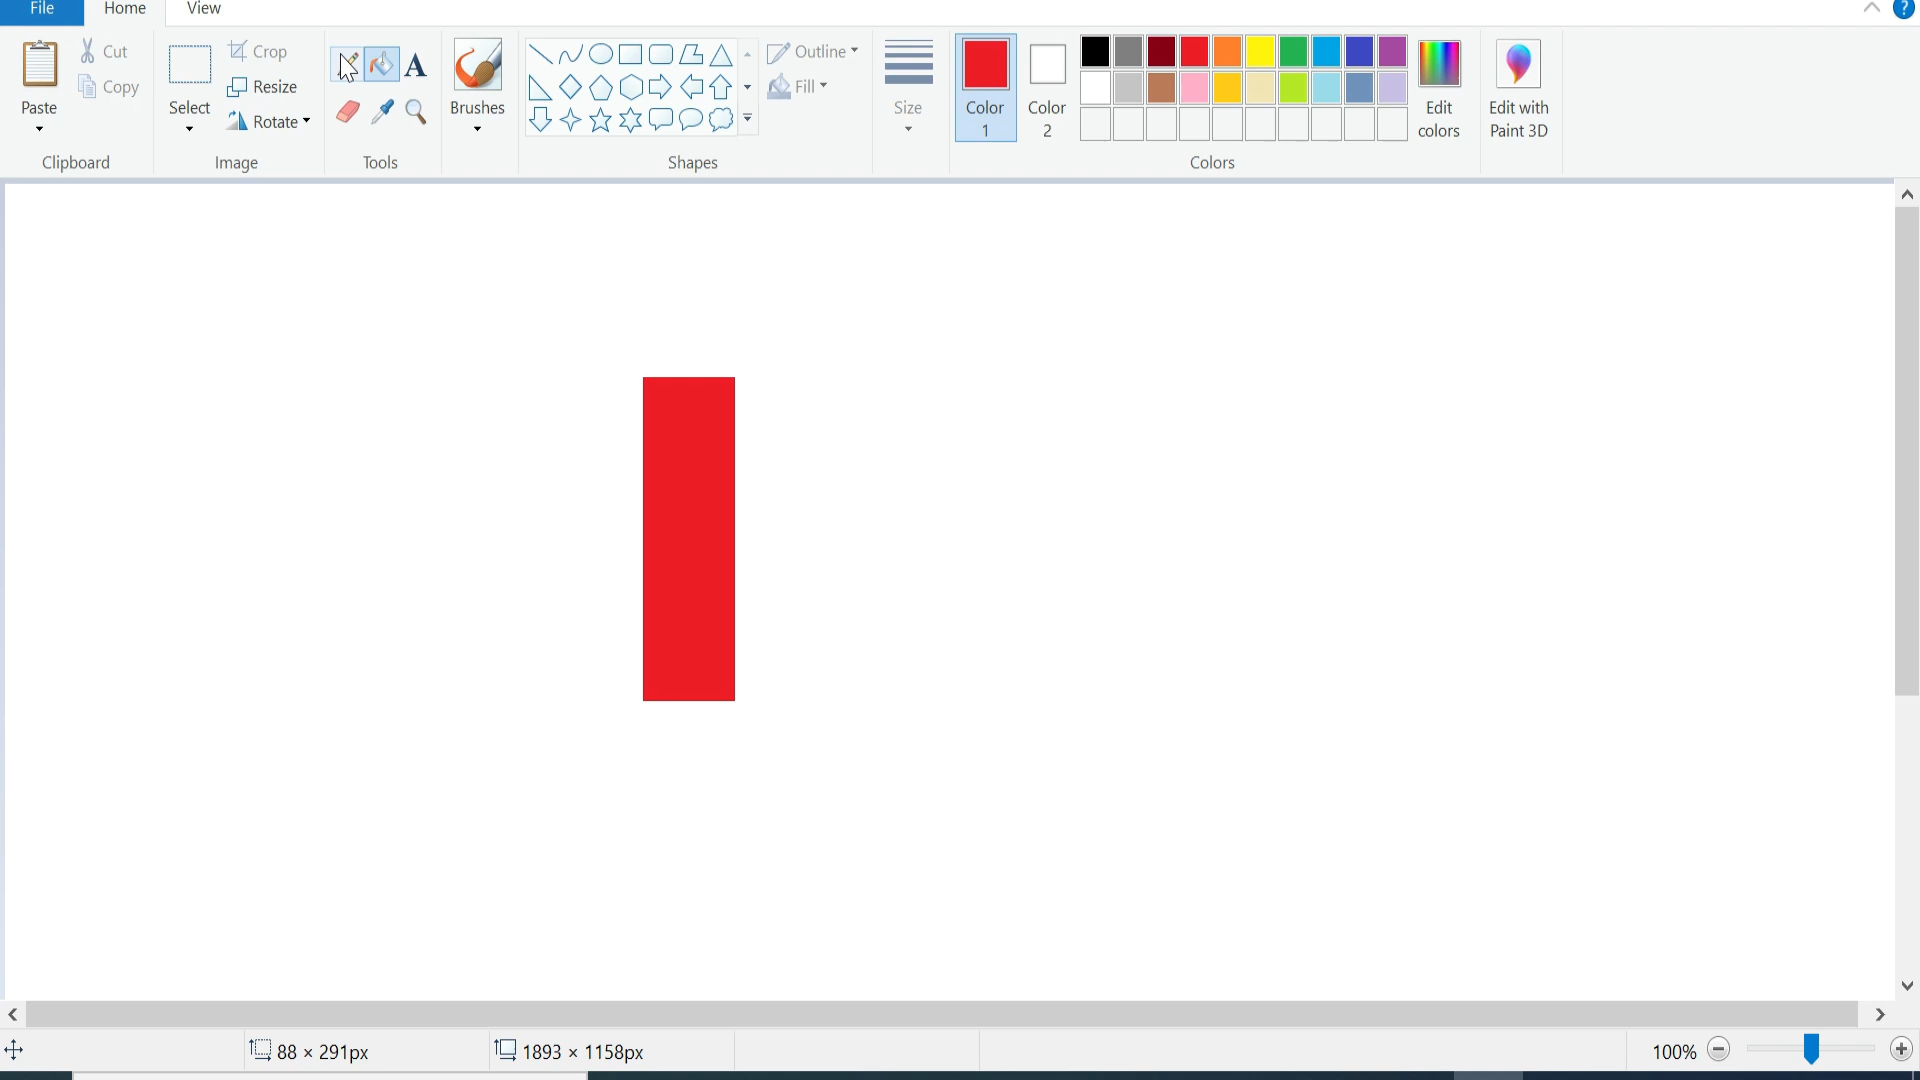 File Home View
Paste Cut Copy
Clipboard
Select Crop Resize Rotate
Image
A
Tools
Brushes
Shapes
Outline
Fill
Size
Color 1
Color 2
Edit colors
Colors
Edit with Paint 3D
?
88 × 291px
1893 × 1158px
100%